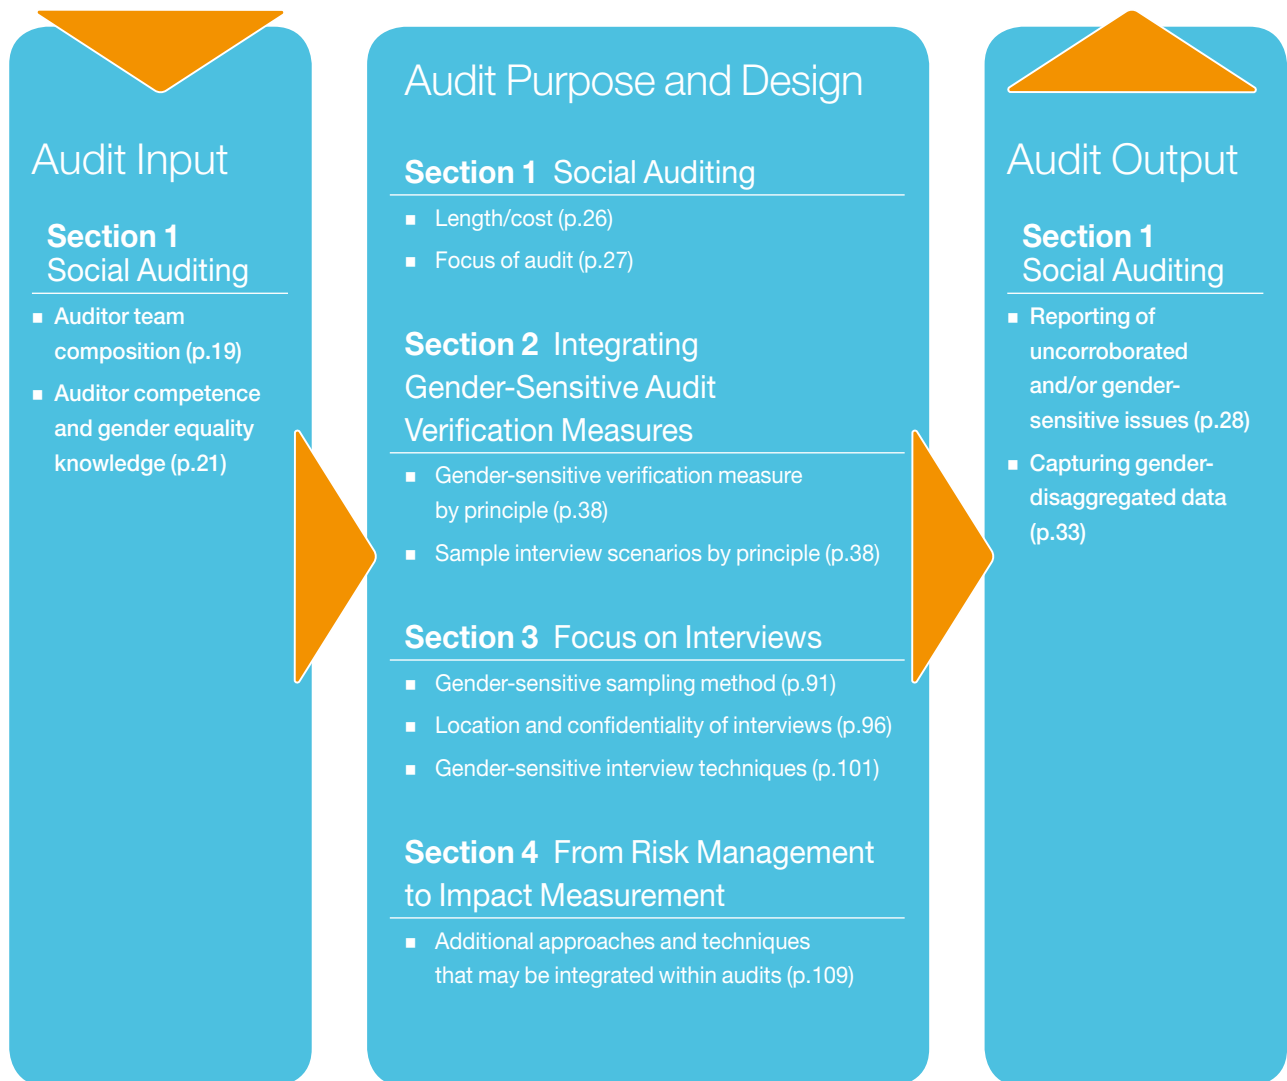 Audit Input
Section 1
Social Auditing
■ Auditor team
composition (p.19)
■ Auditor competence
and gender equality
knowledge (p.21)
Audit Purpose and Design
Section 1 Social Auditing
■ Length/cost (p.26)
■ Focus of audit (p.27)
Section 2 Integrating
Gender-Sensitive Audit
Verification Measures
■ Gender-sensitive verification measure
by principle (p.38)
■ Sample interview scenarios by principle (p.38)
Section 3 Focus on Interviews
■ Gender-sensitive sampling method (p.91)
■ Location and confidentiality of interviews (p.96)
■ Gender-sensitive interview techniques (p.101)
Section 4 From Risk Management
to Impact Measurement
■ Additional approaches and techniques
that may be integrated within audits (p.109)
Audit Output
Section 1
Social Auditing
■ Reporting of
uncorroborated
and/or gender-
sensitive issues (p.28)
■ Capturing gender-
disaggregated data
(p.33)